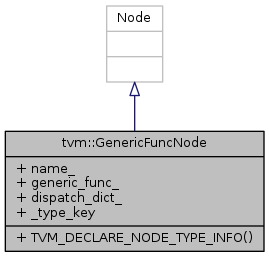 Node
tvm::GenericFuncNode
+ name_
+ generic_func_
+ dispatch_dict_
+ _type_key
+ TVM_DECLARE_NODE_TYPE_INFO()